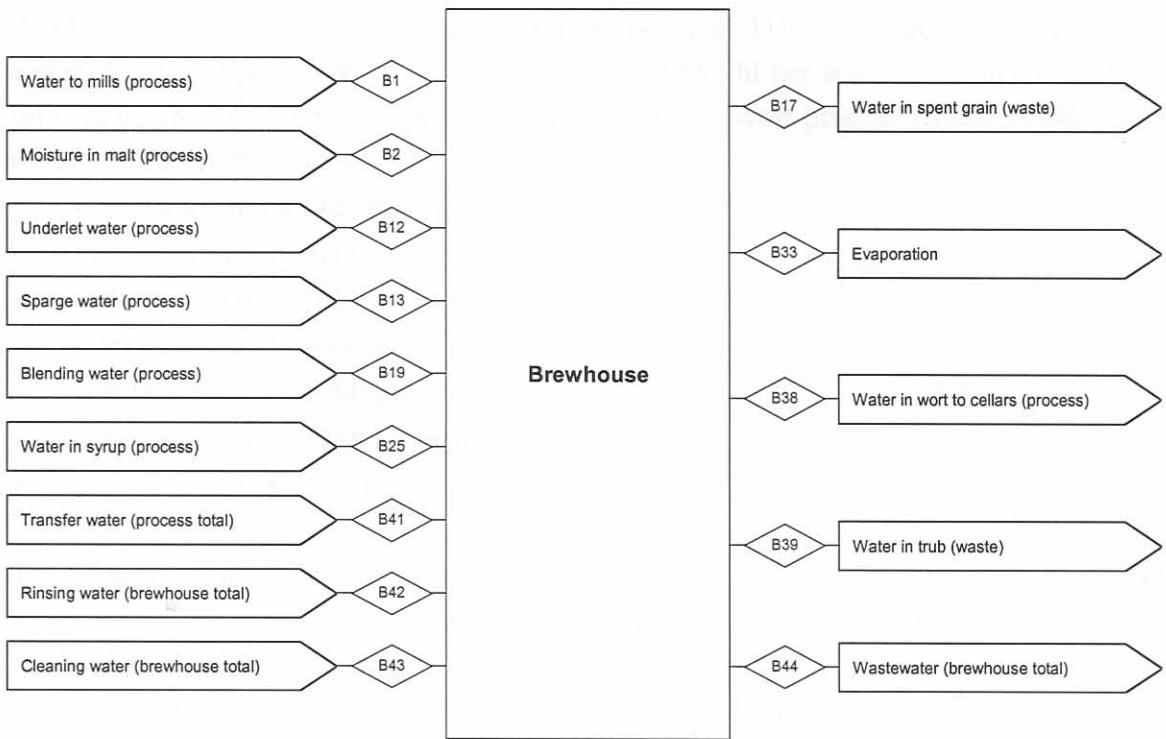 Water to mills (process)
B1
Moisture in malt (process)
B2
Underlet water (process)
B12
Sparge water (process)
B13
Blending water (process)
B19
Water in syrup (process)
B25
Transfer water (process total)
B41
Rinsing water (brewhouse total)
B42
Cleaning water (brewhouse total)
B43
Brewhouse
B17
Water in spent grain (waste)
B33
Evaporation
B38
Water in wort to cellars (process)
B39
Water in trub (waste)
B44
Wastewater (brewhouse total)